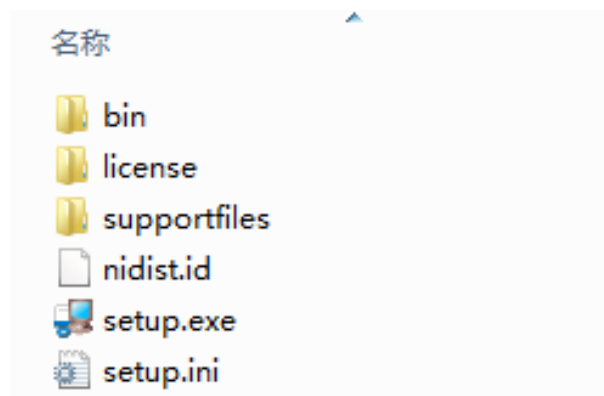 名称
bin
license
supportfiles
nidist.id
setup.exe
setup.ini